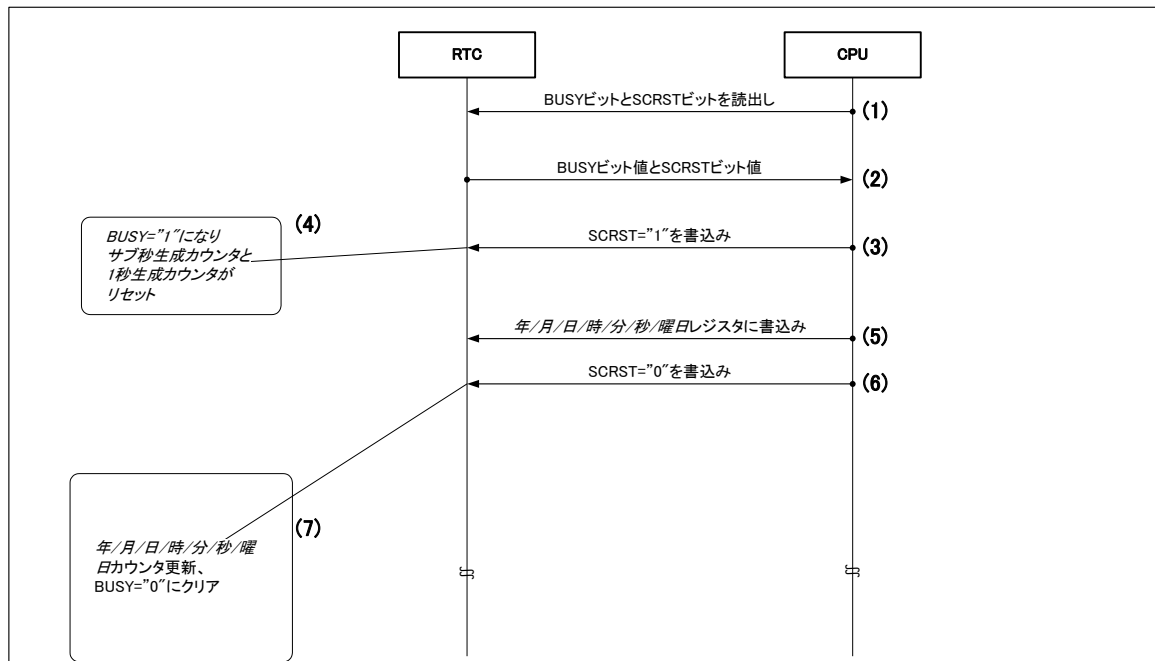 RTC
CPU
BUSYビットとSCRSTビットを読出し
(1)
BUSYビット値とSCRSTビット値
(2)
(4)
BUSY="1"になり
サブ秒生成カウンタと
1秒生成カウンタが
リセット
SCRST="1"を書込み
(3)
年/月/日/時/分/秒/曜日レジスタに書込み
(5)
SCRST="0"を書込み
(6)
(7)
年/月/日/時/分/秒/曜
日カウンタ更新、
BUSY="0"にクリア